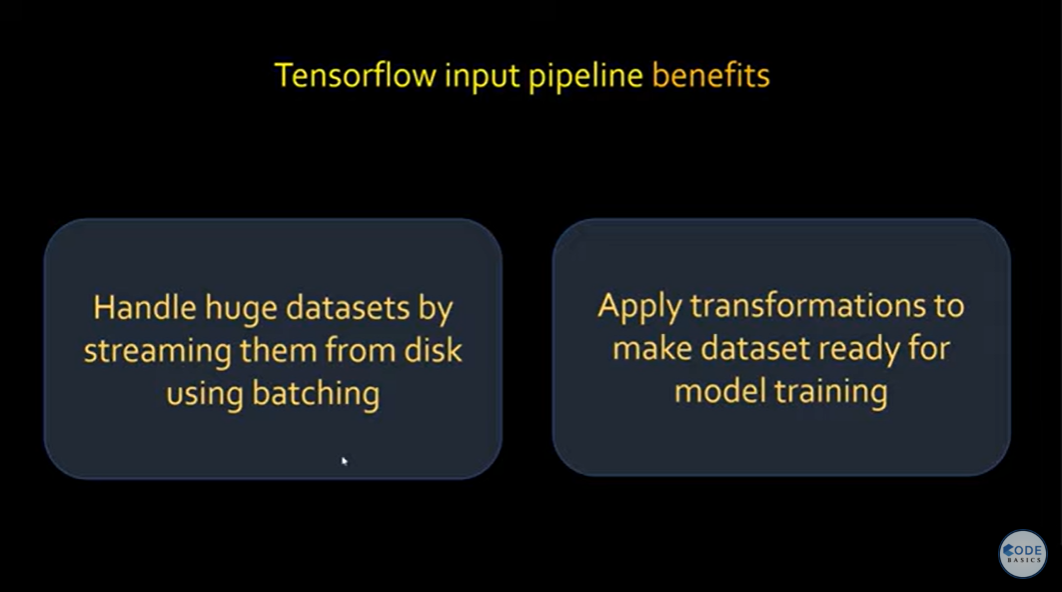 Tensorflow input pipeline benefits
Handle huge datasets by
streaming them from disk
using batching
Apply transformations to
make dataset ready for
model training
CODE
BASICS